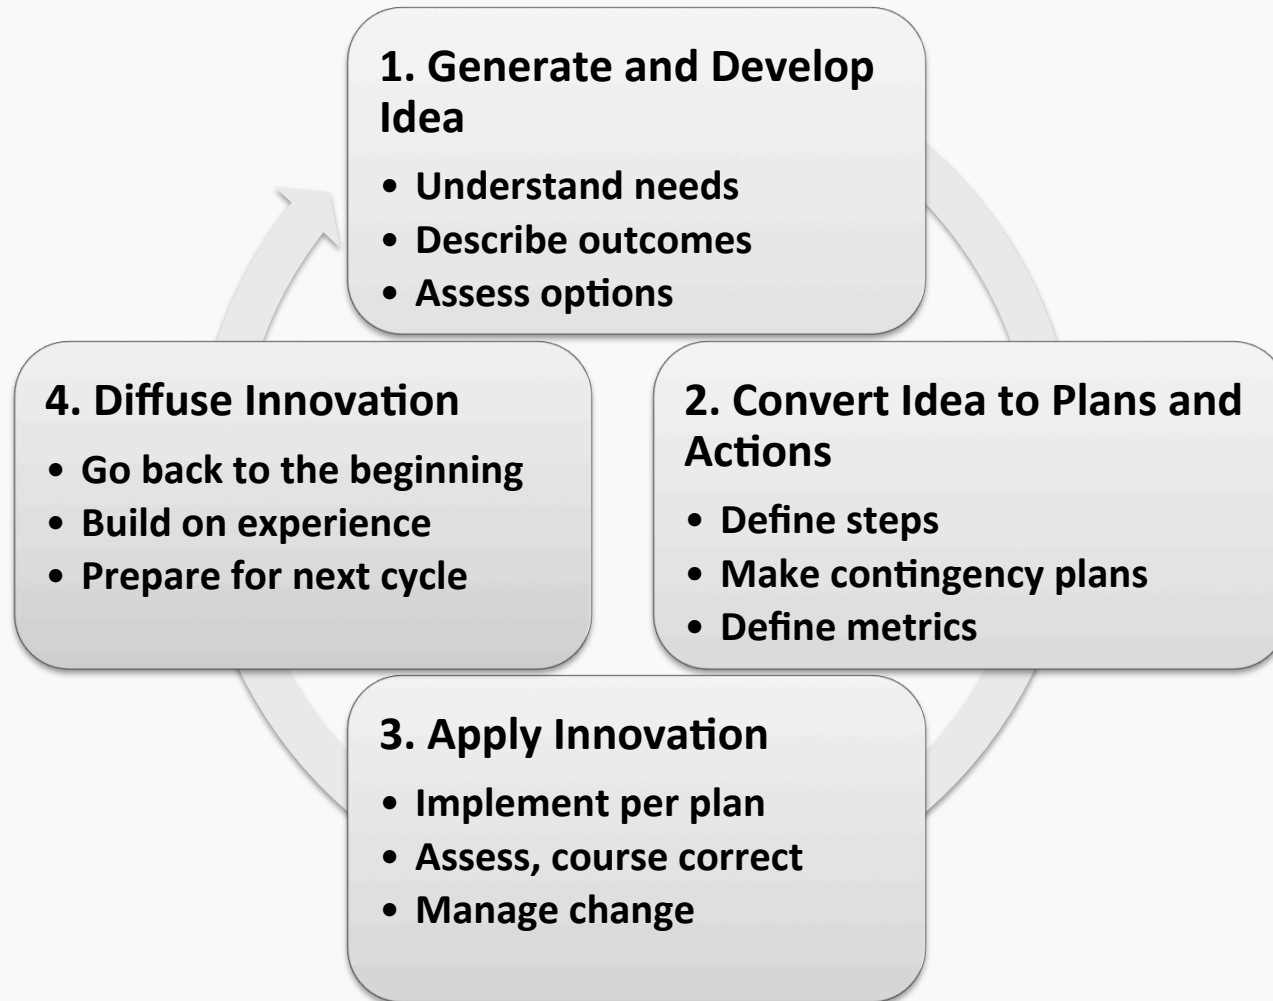 1. Generate and Develop
Idea
• Understand needs
• Describe outcomes
• Assess options
2. Convert Idea to Plans and
Actions
• Define steps
• Make contingency plans
• Define metrics
3. Apply Innovation
• Implement per plan
• Assess, course correct
• Manage change
4. Diffuse Innovation
• Go back to the beginning
• Build on experience
• Prepare for next cycle